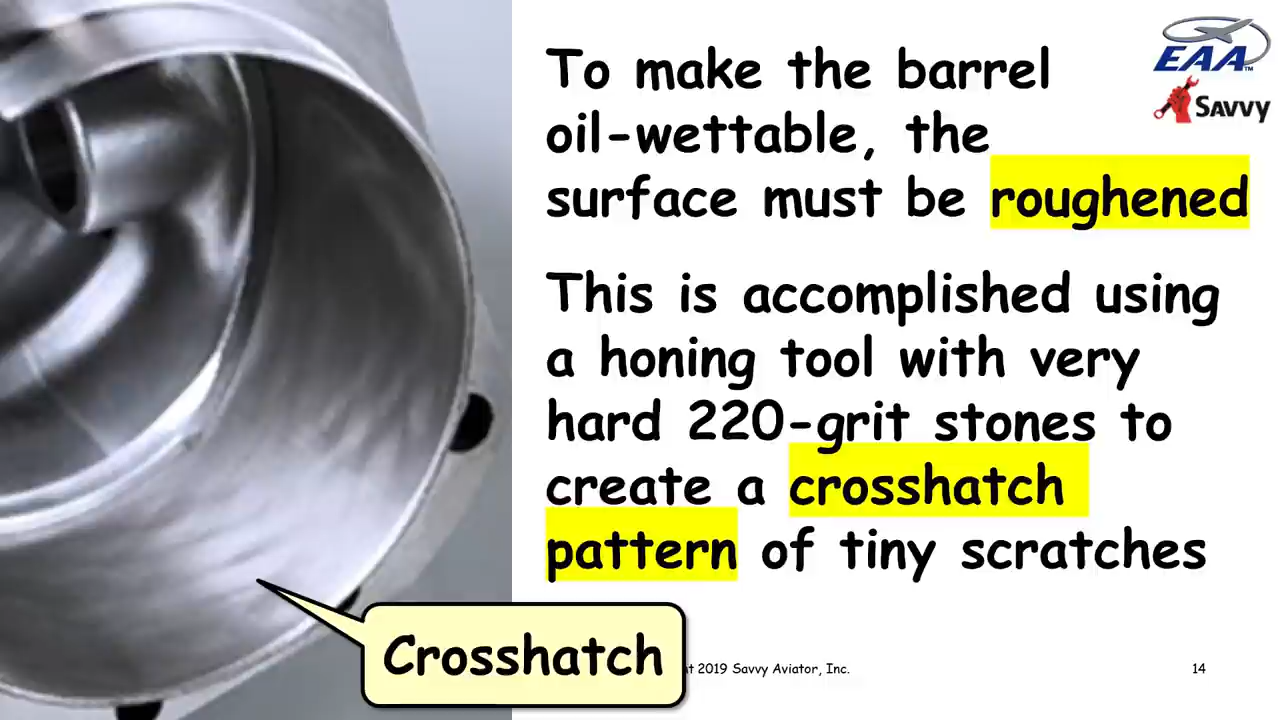 To make the barrel
oil-wettable, the
surface must be roughened
This is accomplished using
a honing tool with very
hard 220-grit stones to
create a crosshatch
pattern of tiny scratches
EAA™
Savvy
Crosshatch
2019 Savvy Aviator, Inc.
14